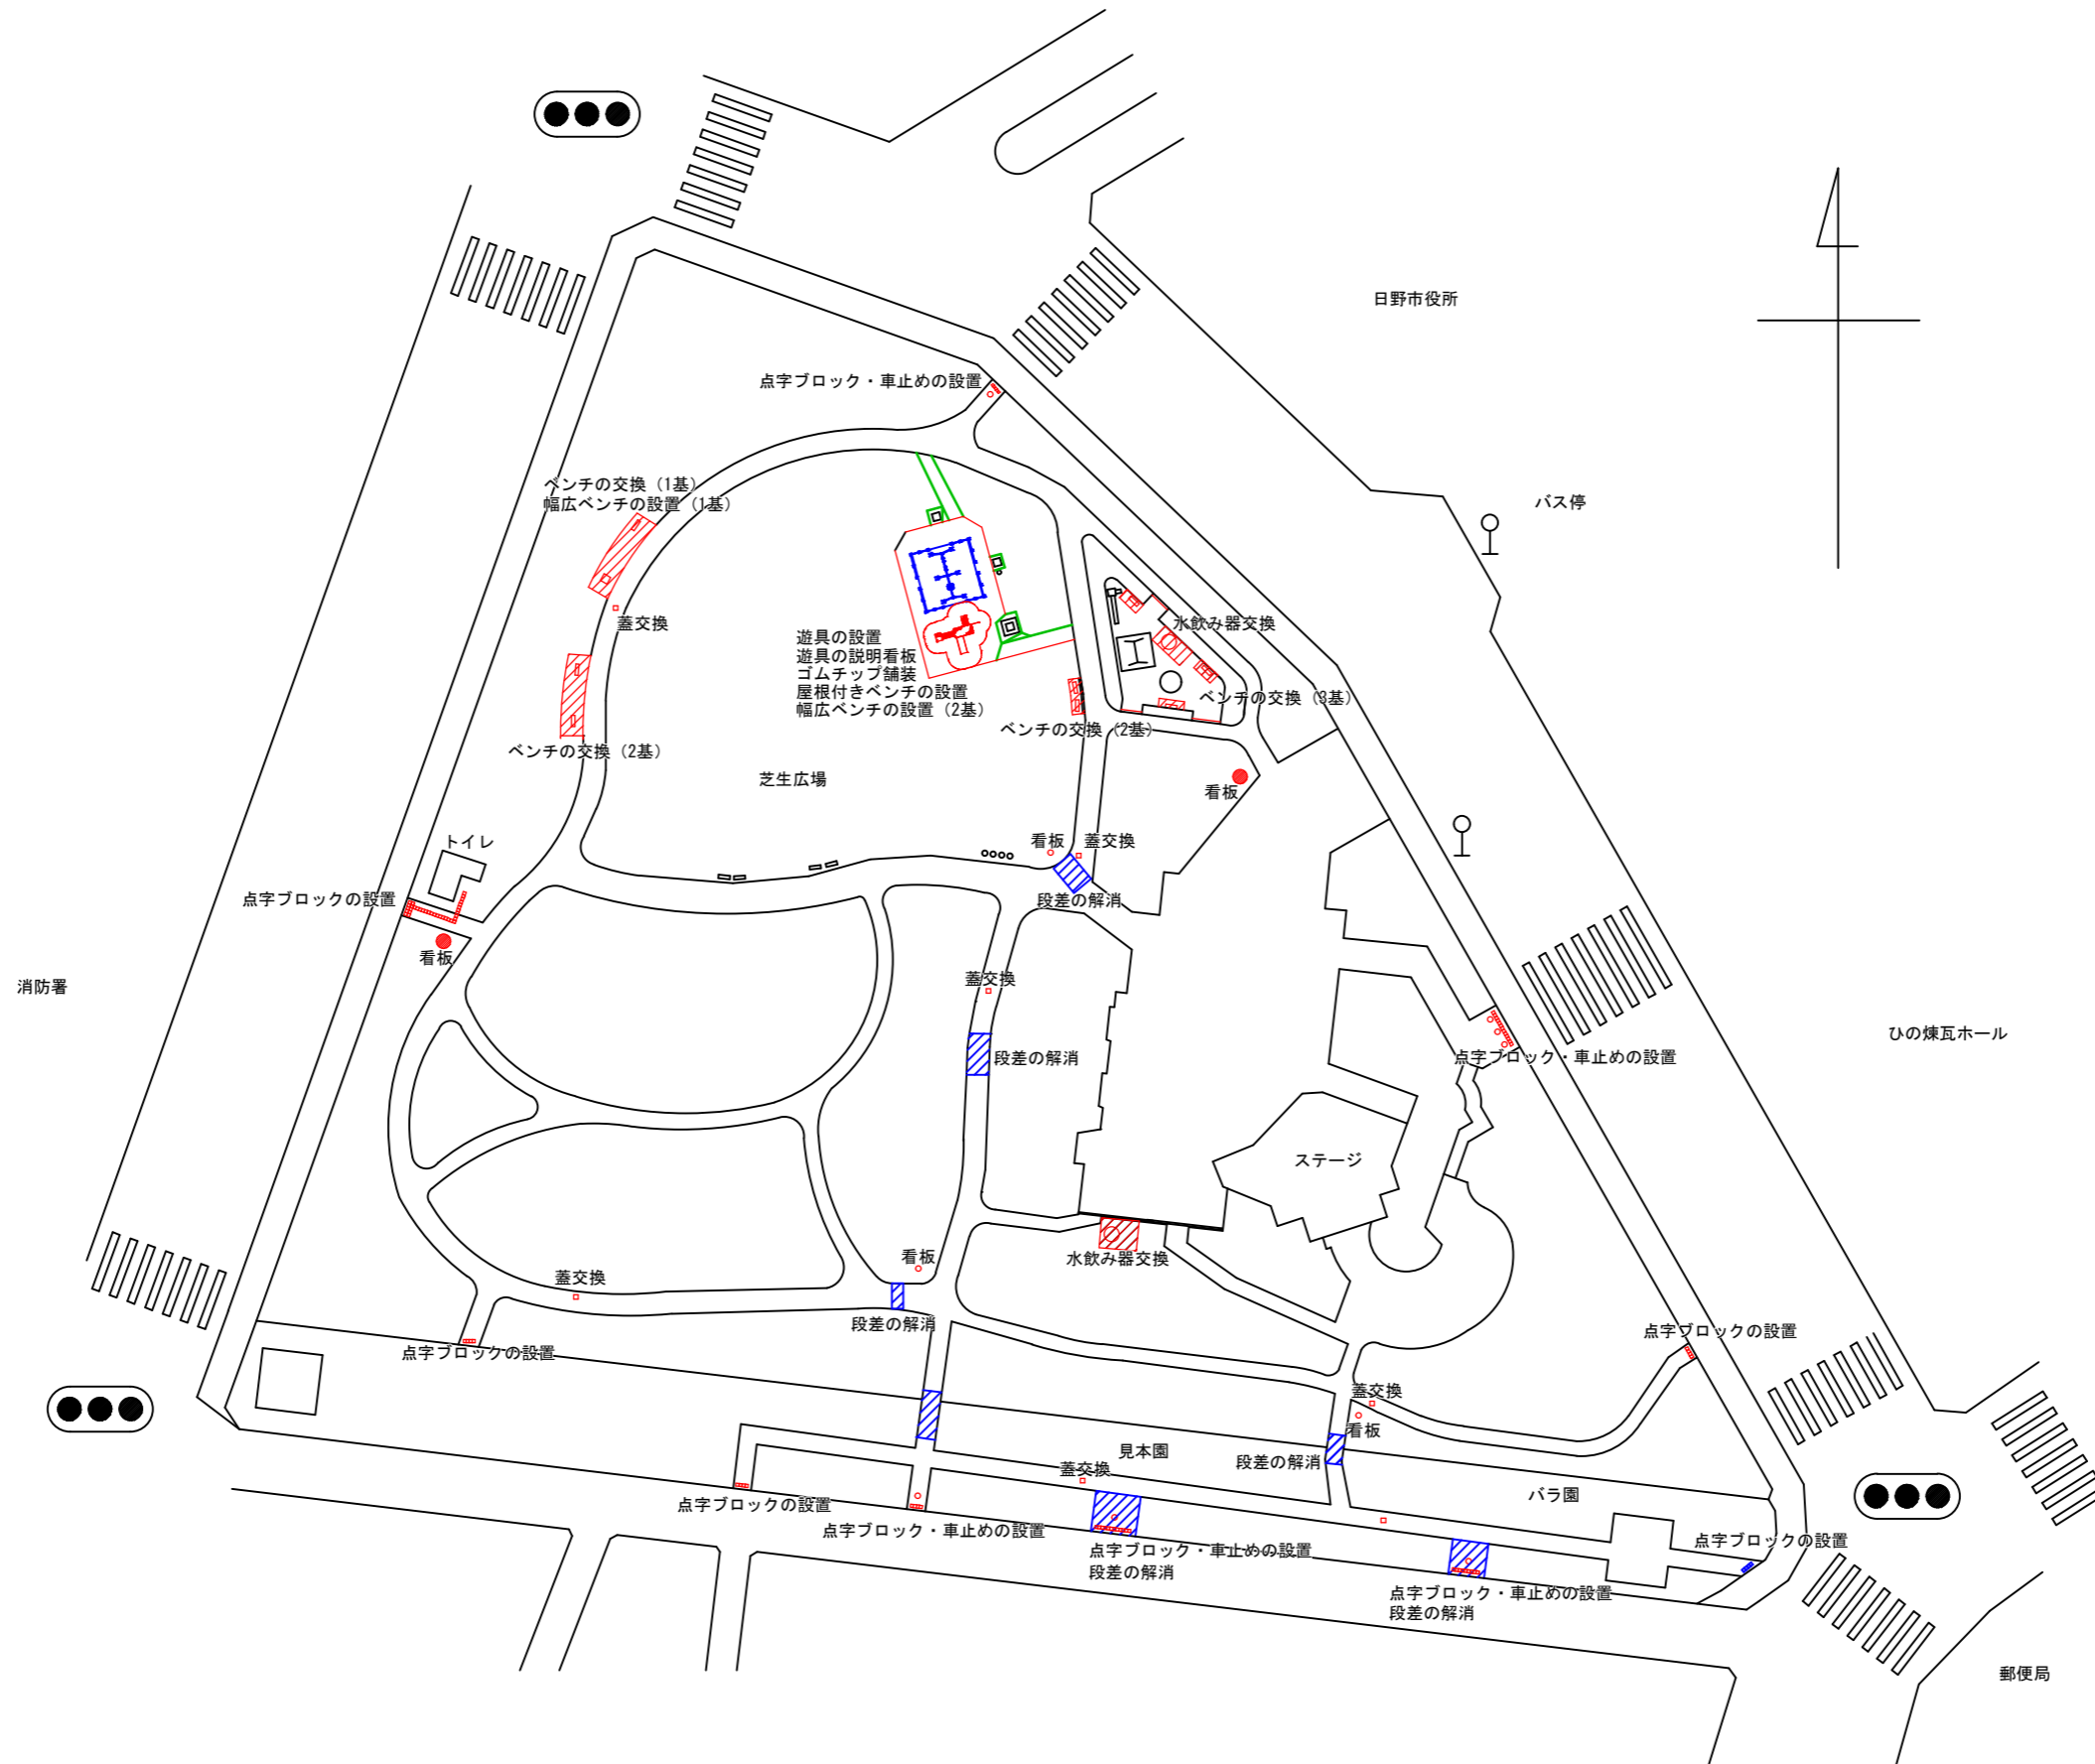 日野市役所
点字ブロック・車止めの設置
ベンチの交換（1基）
幅広ベンチの設置（1基）
バス停
蓋交換
水飲み器交換
遊具の設置
遊具の説明看板
ゴムチップ舗装
屋根付きベンチの設置
幅広ベンチの設置（2基）
ベンチの交換（3基）
ベンチの交換（2基）
ベンチの交換（2基）
芝生広場
看板
トイレ
看板
蓋交換
点字ブロックの設置
段差の解消
看板
蓋交換
消防署
ひの煉瓦ホール
段差の解消
点字ブロック・車止めの設置
ステージ
看板
水飲み器交換
蓋交換
段差の解消
点字ブロックの設置
点字ブロックの設置
蓋交換
看板
見本園
段差の解消
蓋交換
バラ園
点字ブロックの設置
点字ブロック・車止めの設置
点字ブロックの設置
点字ブロック・車止めの設置
段差の解消
点字ブロック・車止めの設置
段差の解消
郵便局